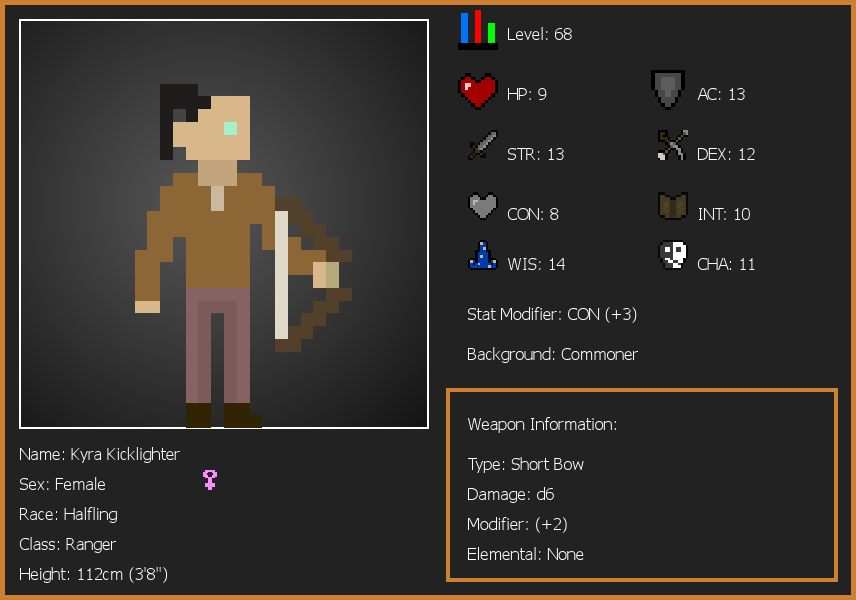 Level: 68
HP: 9
AC: 13
STR: 13
DEX: 12
CON: 8
INT: 10
WIS: 14
CHA: 11
Stat Modifier: CON (+3)
Background: Commoner
Weapon Information:
Type: Short Bow
Damage: d6
Modifier: (+2)
Elemental: None
Name: Kyra Kicklighter
Sex: Female
Race: Halfling
Class: Ranger
Height: 112cm (3'8")